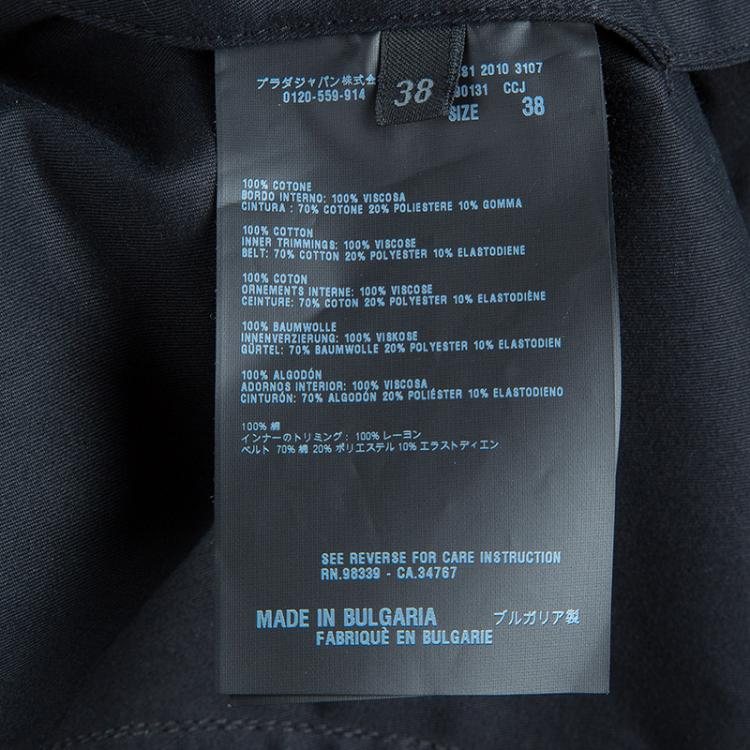 プラダジャパン株式会
0120-559-914
38
31 2010 3107
90131 CCJ
SIZE 38
100% COTONE
BORDO INTERNO: 100% VISCOSA
CINTURA : 70% COTONE 20% POLIESTERE 10% GOMMA
100% COTTON
INNER TRIMMINGS: 100% VISCOSE
BELT: 70% COTTON 20% POLYESTER 10% ELASTODIENE
100% COTON
ORNEMENTS INTERNE: 100% VISCOSE
CEINTURE: 70% COTON 20% POLYESTER 10% ELASTODIÈNE
100% BAUMWOLLE
INNENVERZIERUNG: 100% VISKOSE
GÜRTEL: 70% BAUMWOLLE 20% POLYESTER 10% ELASTODIEN
100% ALGODÓN
ADORNOS INTERIOR: 100% VISCOSA
CINTURÓN: 70% ALGODÓN 20% POLIÉSTER 10% ELASTODIENO
100% 綿
インナーのトリミング: 100% レーヨン
ベルト 70% 綿 20% ポリエステル 10% エラストディエン
SEE REVERSE FOR CARE INSTRUCTION
RN.98339 - CA.34767
MADE IN BULGARIA ブルガリア製
FABRIQUÈ EN BULGARIE